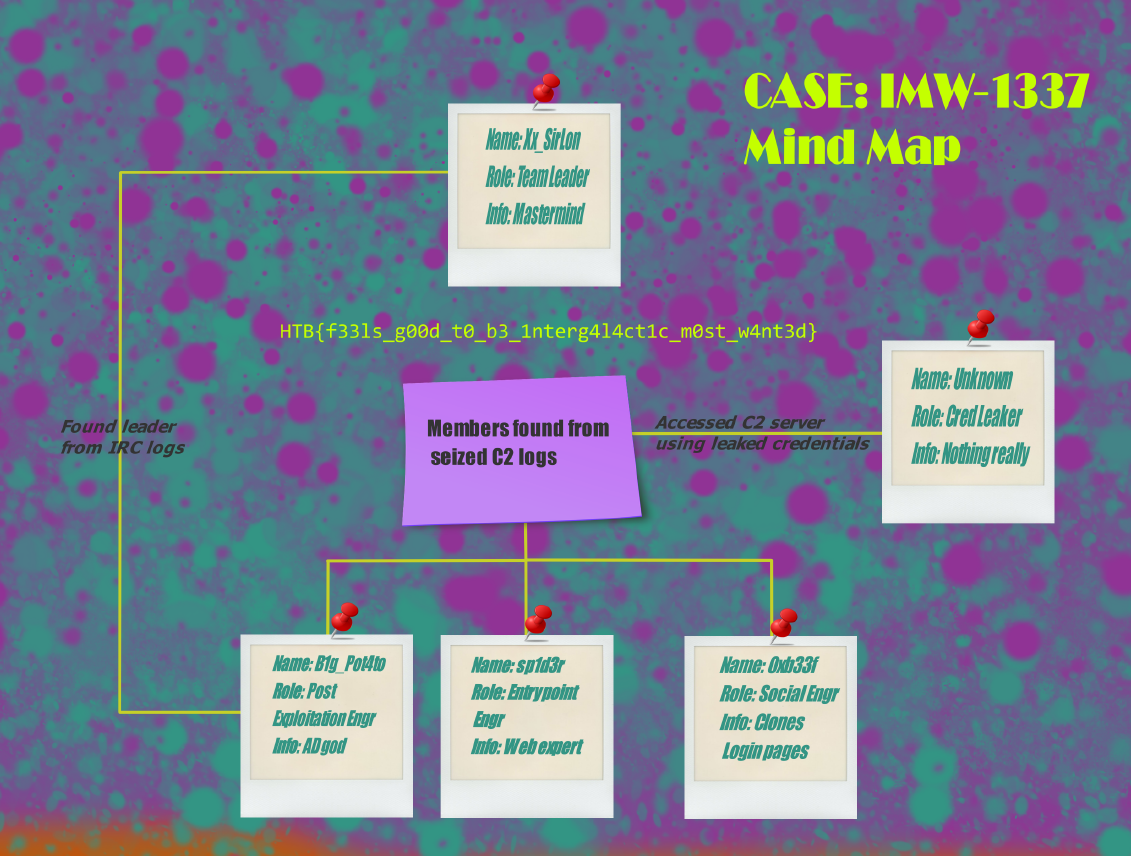 CASE: IMW-1337
Mind Map
Name: Xx_SirLon
Role: Team Leader
Info: Mastermind
HTB{f33ls_g00d_t0_b3_1nterg4l4ct1c_m0st_w4nt3d}
Name: Unknown
Role: Cred Leaker
Info: Nothing really
Found leader
from IRC logs
Members found from
seized C2 logs
Accessed C2 server
using leaked credentials
Name: B1g_Pot4to
Role: Post
Exploitation Engr
Info: AD god
Name: sp1d3r
Role: Entry point
Engr
Info: Web expert
Name: 0xbr33f
Role: Social Engr
Info: Clones
Login pages